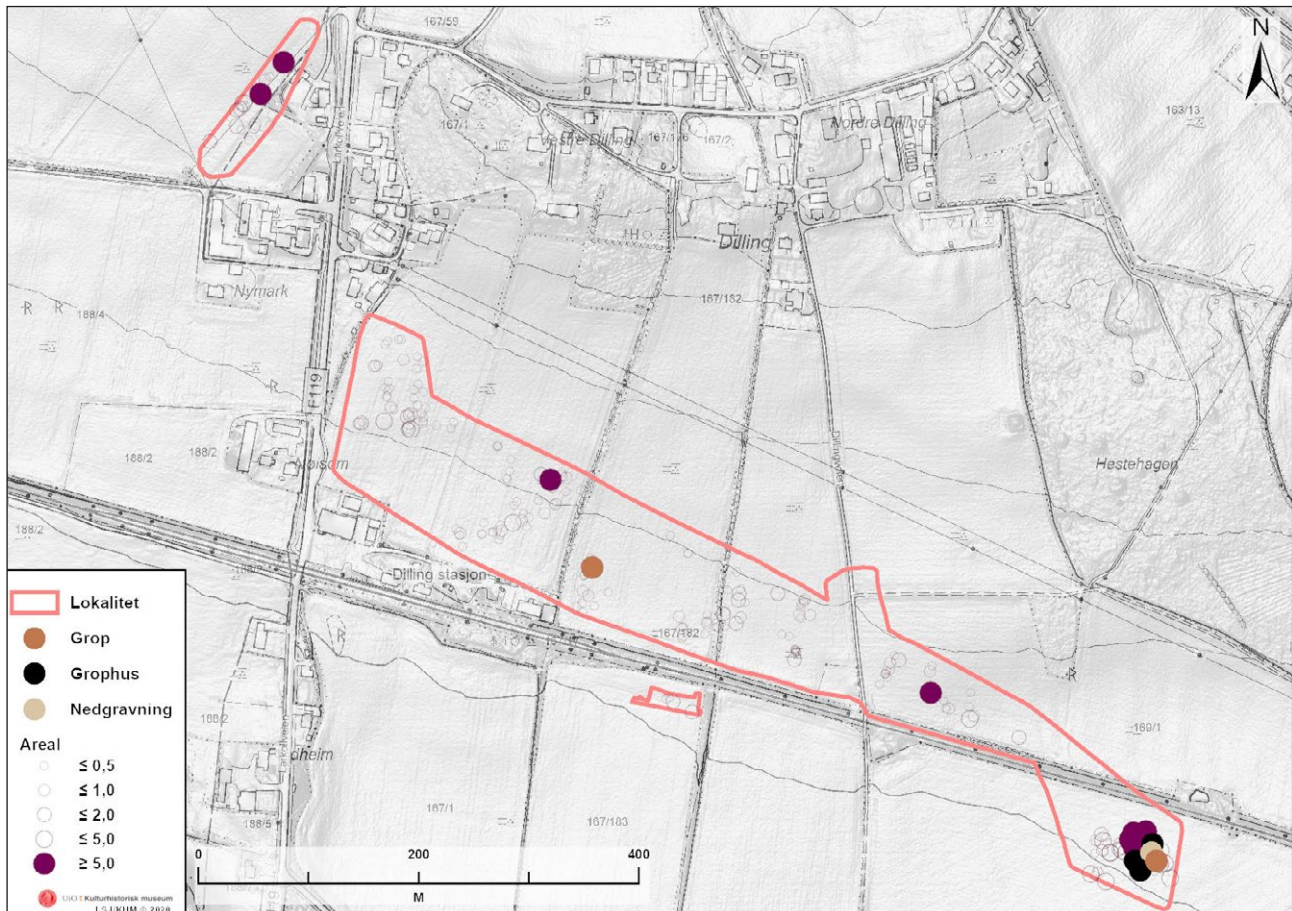 167/59
N
163/13
167/1
Vestre Dilling
167/2
Nordre Dilling
Dilling
Nymark
R R
188/4
167/182
R
F119
188/2
188/2
Hestehagen
188/2
Dilling stasjon
Dillingveien
R
167/182
R
188/2
169/1
167/1
167/183
188/5
Lokalitet
Grop
Grophus
Nedgravning
Areal
≤ 0,5
≤ 1,0
≤ 2,0
≤ 5,0
≥ 5,0
0
200
400
M
UiO Kulturhistorisk museum